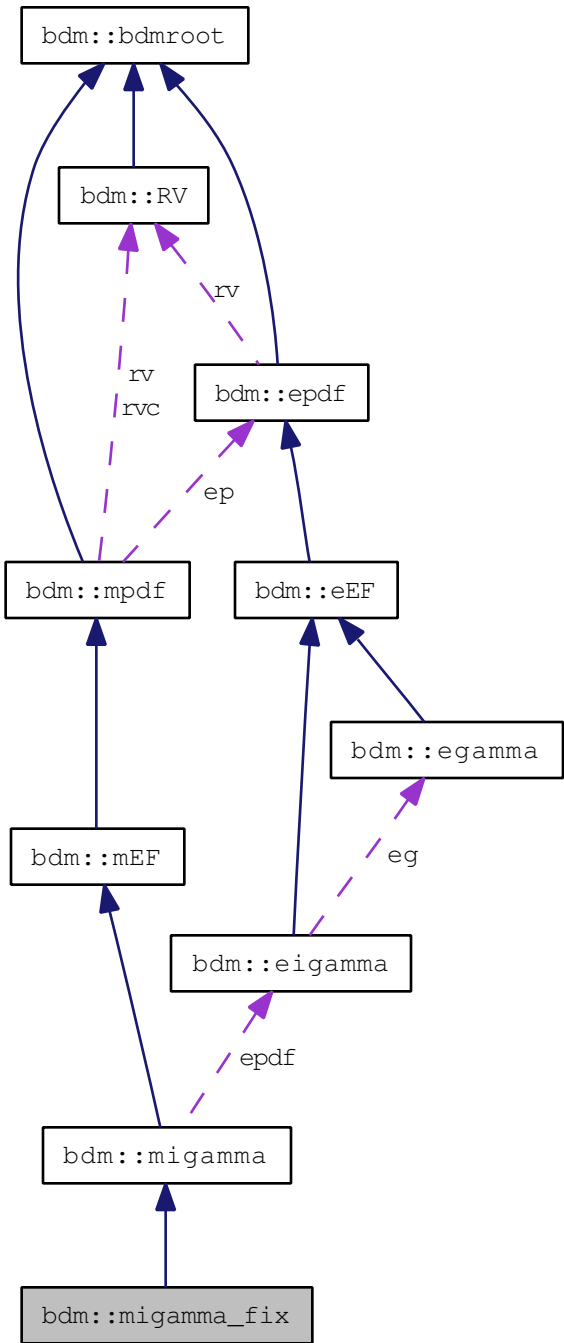 bdm::bdmroot
bdm::RV
rv
bdm::epdf
rv
rvc
ep
bdm::mpdf
bdm::eEF
bdm::egamma
bdm::mEF
eg
bdm::eigamma
epdf
bdm::migamma
bdm::migamma_fix